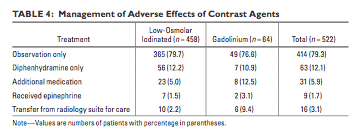 TABLE 4: Management of Adverse Effects of Contrast Agents
Treatment Low-Osmolar Iodinated (n = 458) Gadolinium (n = 64) Total (n = 522)
Observation only 365 (79.7) 49 (76.6) 414 (79.3)
Diphenhydramine only 56 (12.2) 7 (10.9) 63 (12.1)
Additional medication 23 (5.0) 8 (12.5) 31 (5.9)
Received epinephrine 7 (1.5) 2 (3.1) 9 (1.7)
Transfer from radiology suite for care 10 (2.2) 6 (9.4) 16 (3.1)
Note—Values are numbers of patients with percentage in parentheses.